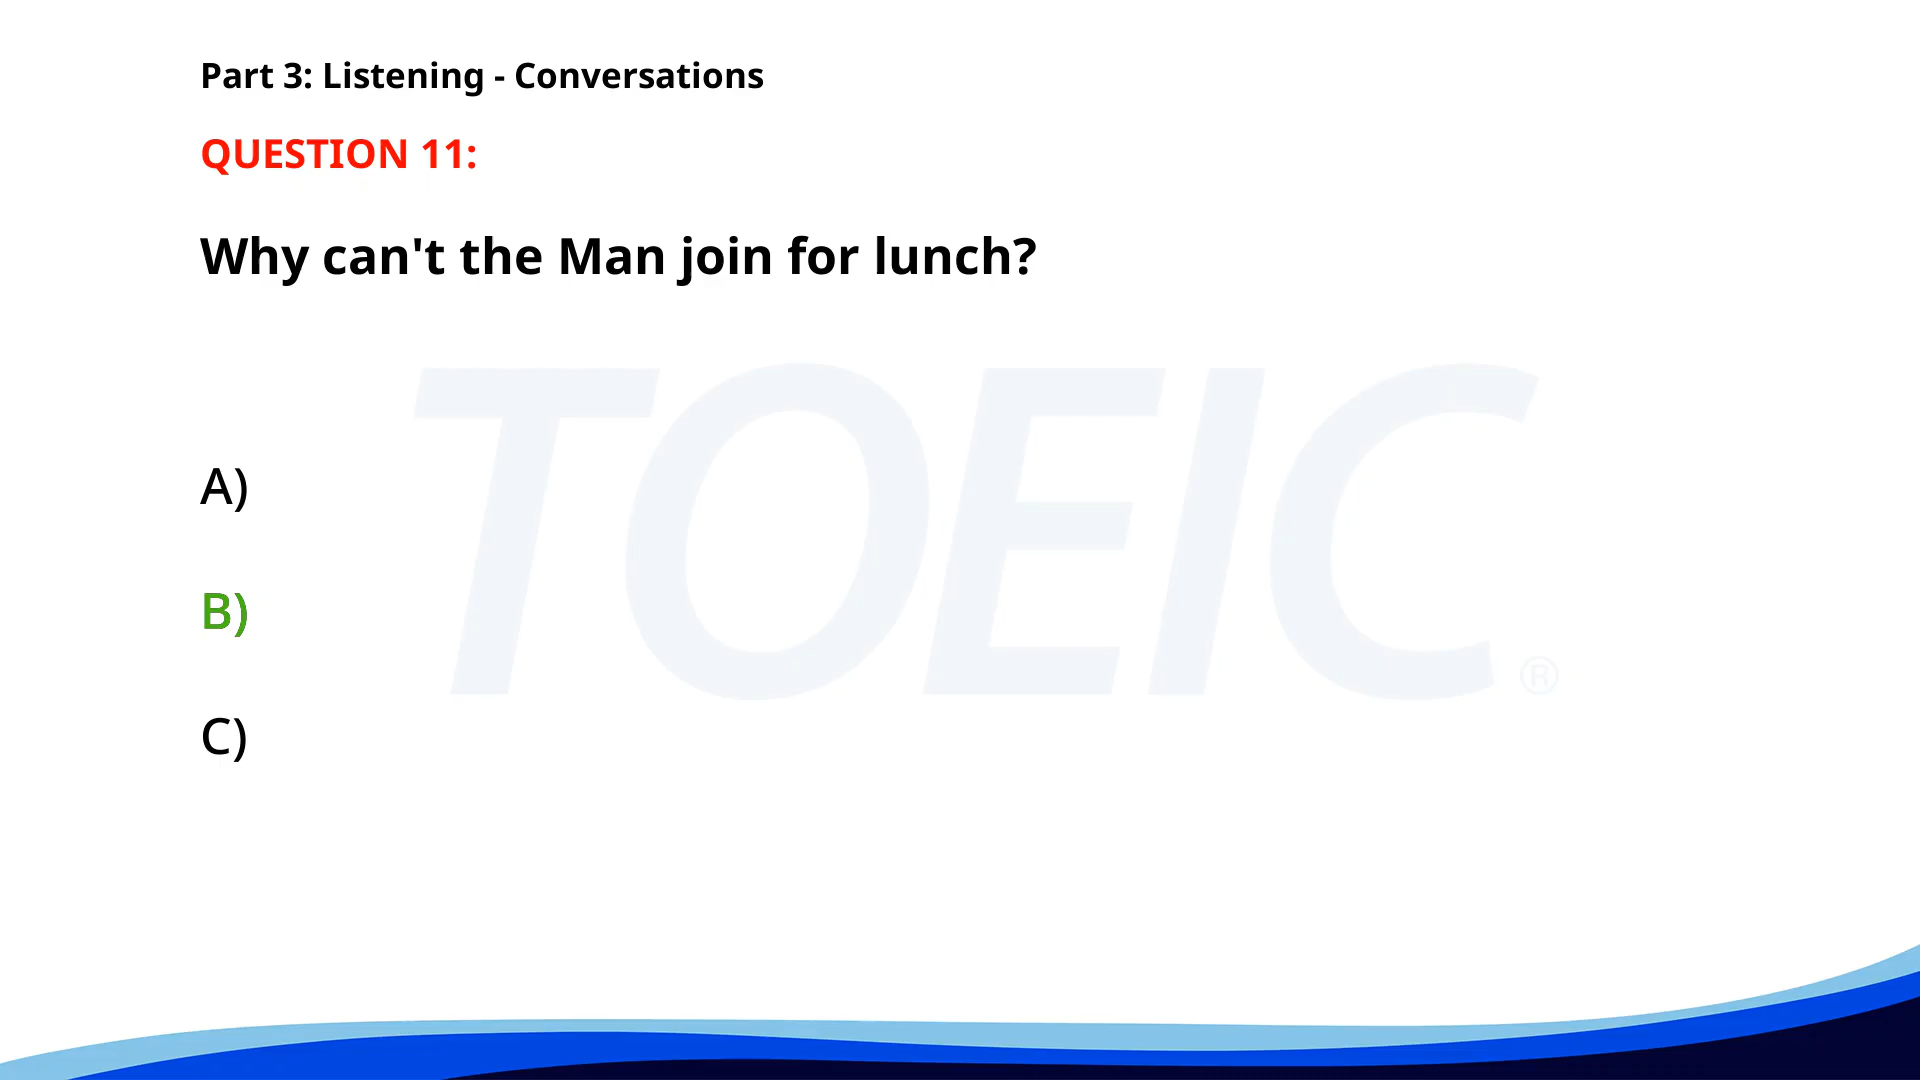 Part 3: Listening - Conversations
QUESTION 11:
Why can't the Man join for lunch?
TOEIC®
A)
B)
C)